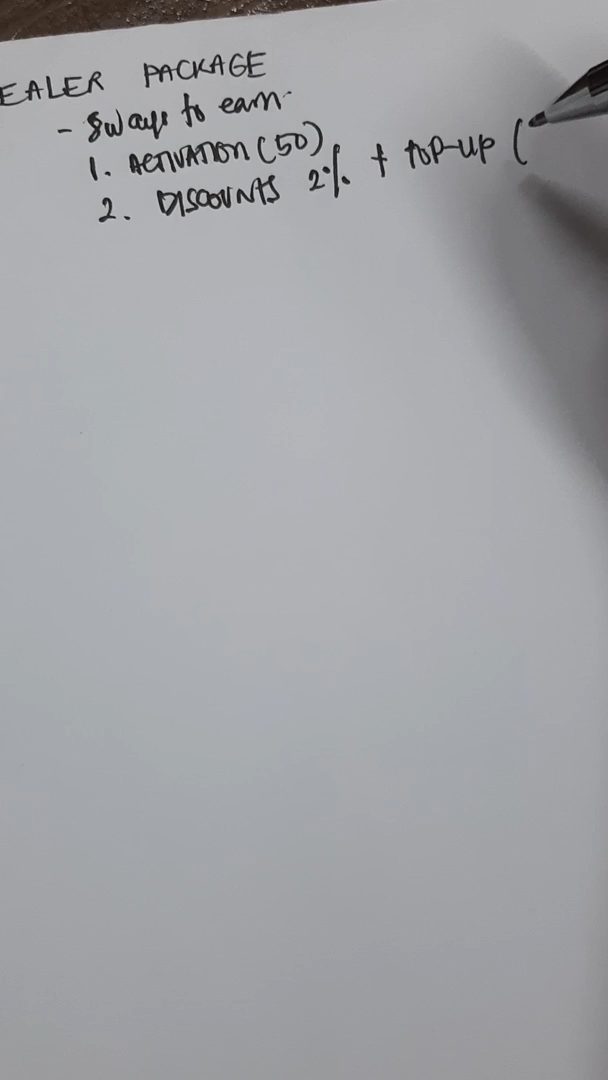 EALER PACKAGE
- 8 ways to earn.
1. ACTIVATION (50)
2. DISCOUNTS 2% + TOP-UP (